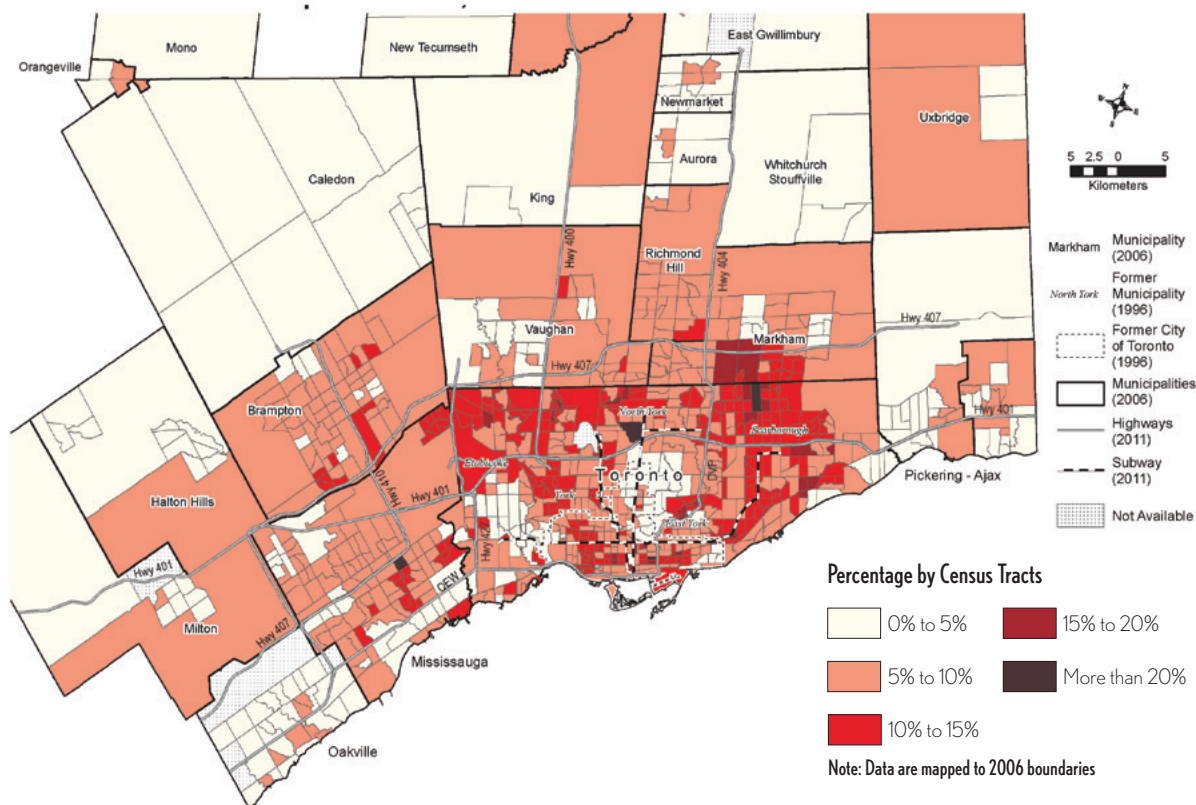 Mono
New Tecumseth
East Gwillimbury
Orangeville
Newmarket
Uxbridge
Aurora
Whitchurch
Stouffville
Caledon
King
5 2.5 0 5
Kilometers
Hwy 400
Richmond
Hill
Hwy 404
Markham Municipality
(2006)
North York Former
Municipality
(1996)
Former City
of Toronto
(1996)
Municipalities
(2006)
Highways
(2011)
Subway
(2011)
Not Available
Vaughan
Hwy 407
Markham
Hwy 407
Brampton
North York
Scarborough
Hwy 401
Etobicoke
Toronto
Pickering - Ajax
Halton Hills
Hwy 410
Hwy 401
York
DVP
East York
Hwy 427
Hwy 401
QEW
Milton
Hwy 407
Mississauga
Oakville
Percentage by Census Tracts
0% to 5%
15% to 20%
5% to 10%
More than 20%
10% to 15%
Note: Data are mapped to 2006 boundaries